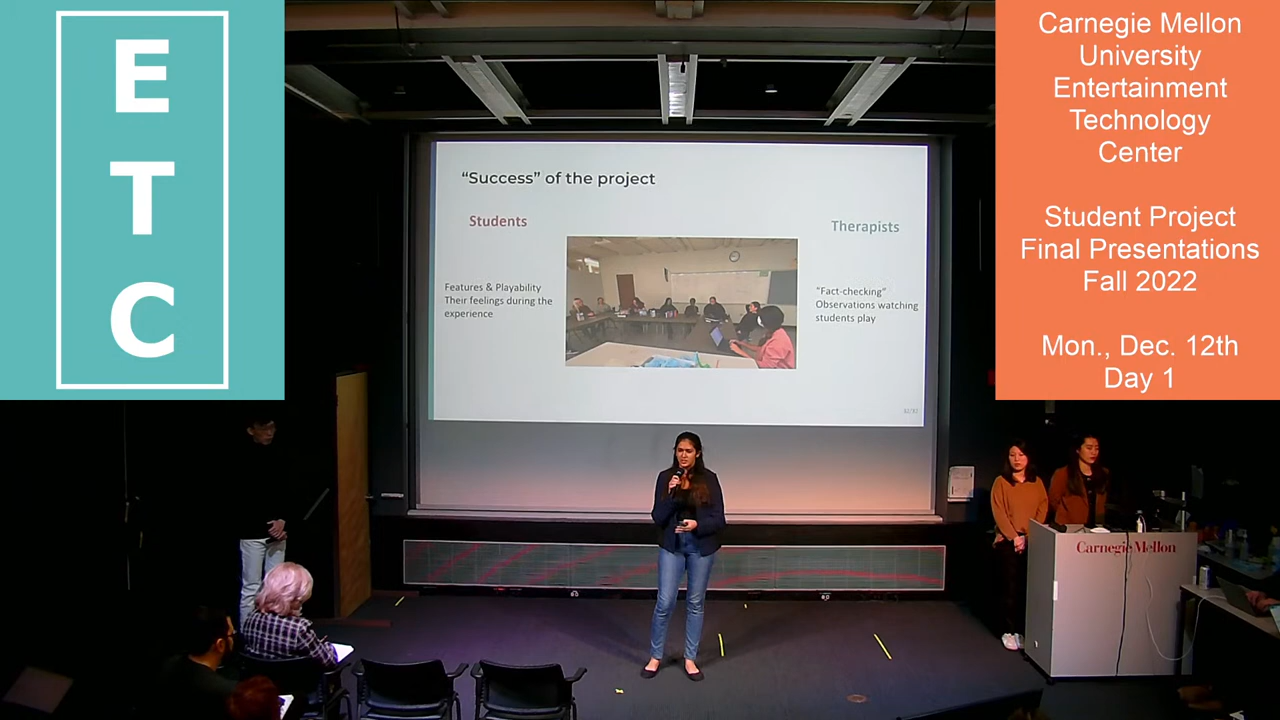 E
T
C
Carnegie Mellon
University
Entertainment
Technology
Center
Student Project
Final Presentations
Fall 2022
Mon., Dec. 12th
Day 1
“Success” of the project
Students
Therapists
Features & Playability
Their feelings during the
experience
"Fact-checking"
Observations watching
students play
Carnegie Mellon